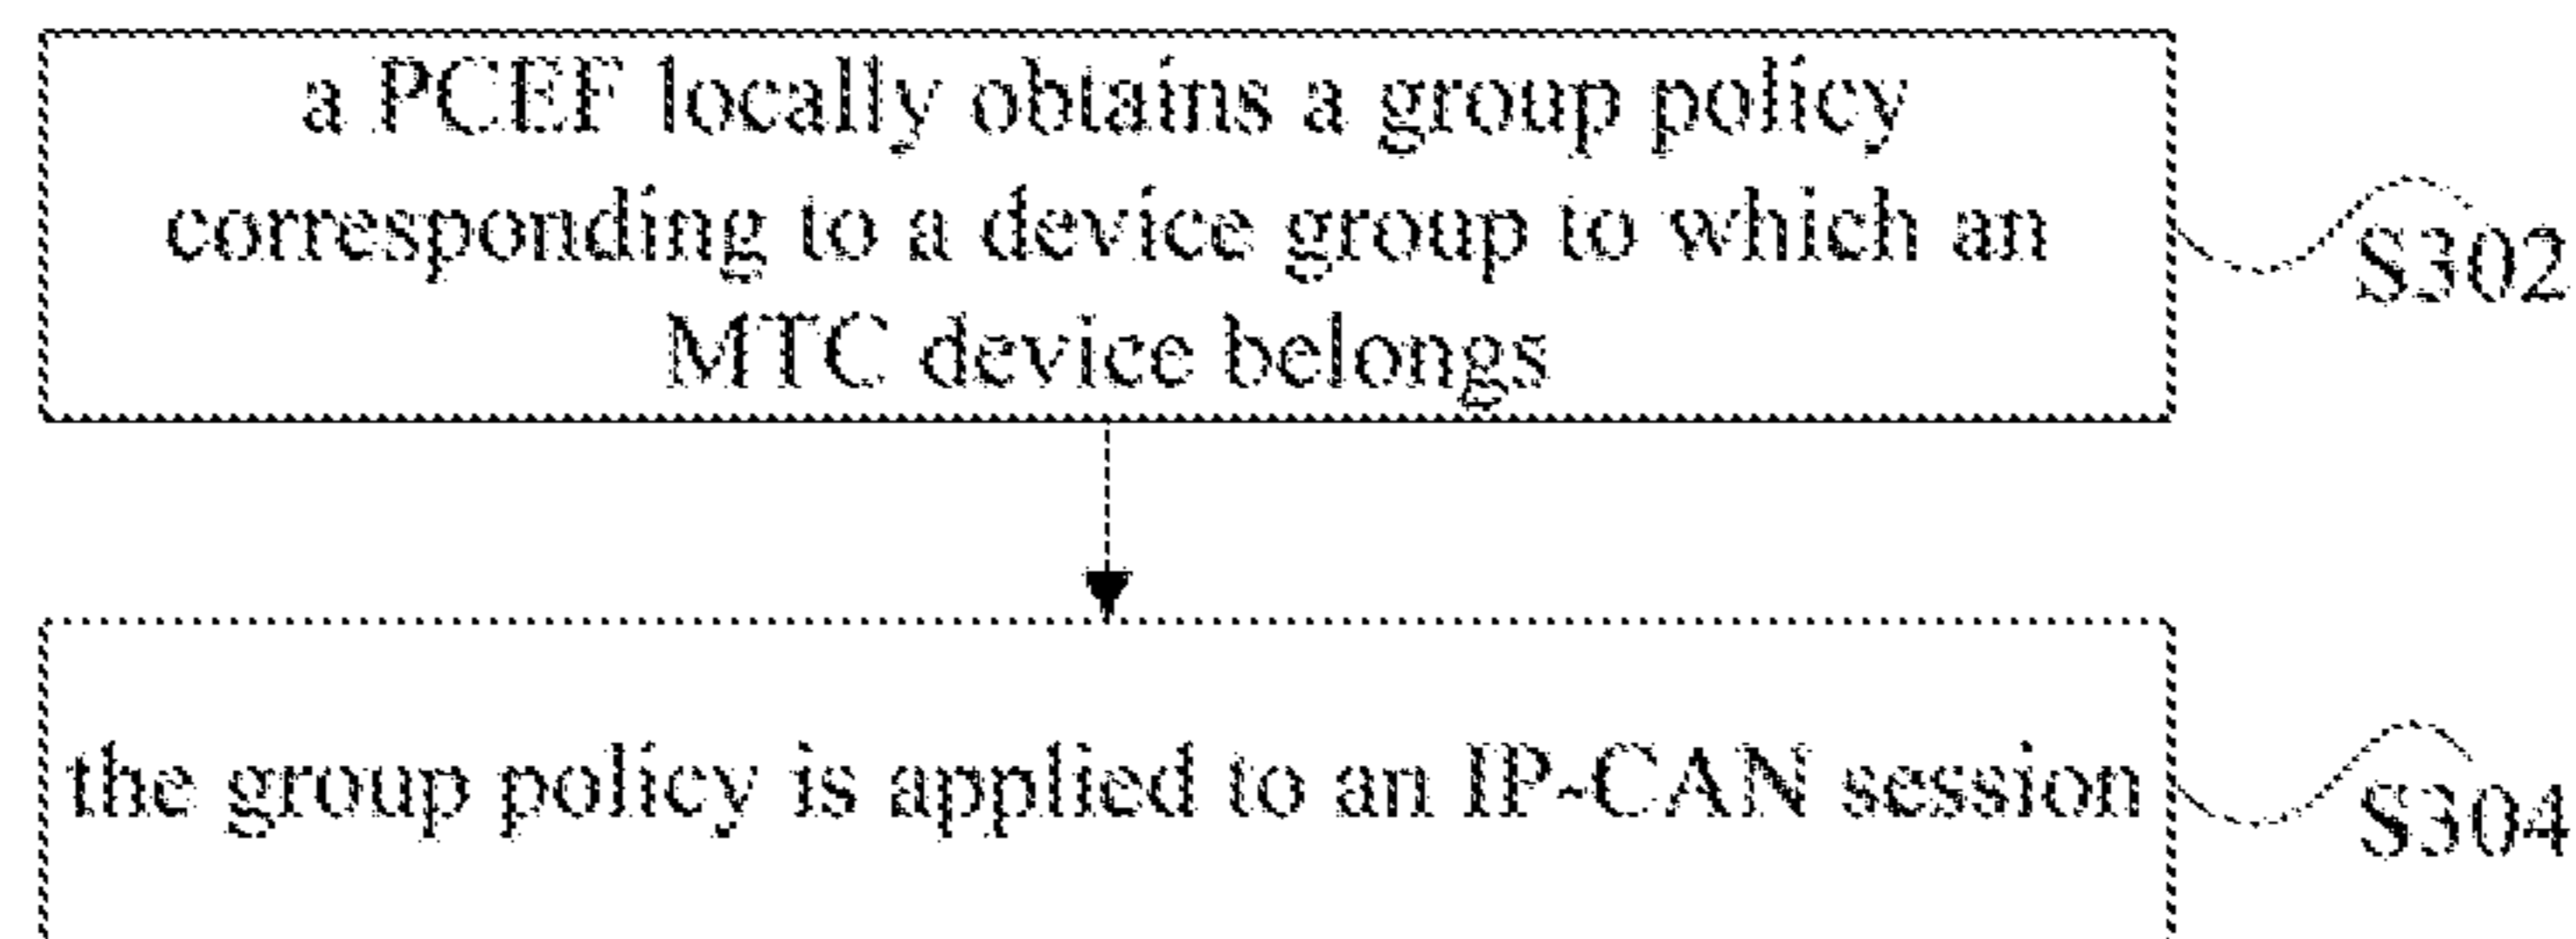 a PCEF locally obtains a group policy
corresponding to a device group to which an
MTC device belongs
S302
the group policy is applied to an IP-CAN session
S304